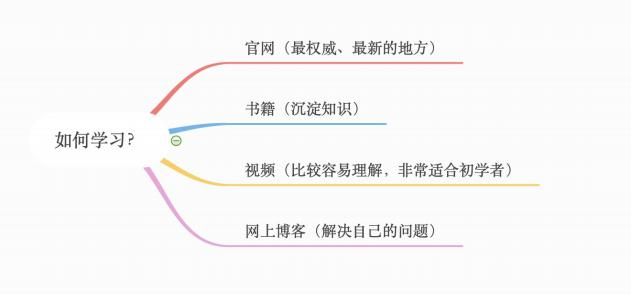 如何学习?
官网（最权威、最新的地方）
书籍（沉淀知识）
视频（比较容易理解，非常适合初学者）
网上博客（解决自己的问题）